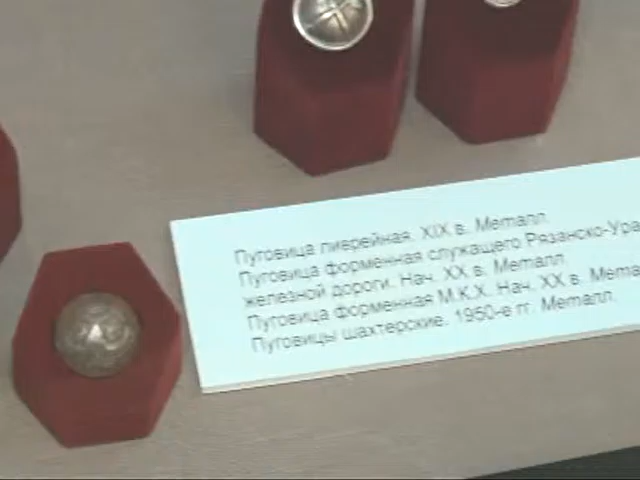 Пуговица ливрейная. XIX в. Металл.
Пуговица форменная служащего Рязанско-Ура
железной дороги. Нач. XX в. Металл.
Пуговица форменная М.К.Х. Нач. XX в. Мета
Пуговицы шахтерские. 1950-е гг. Металл.